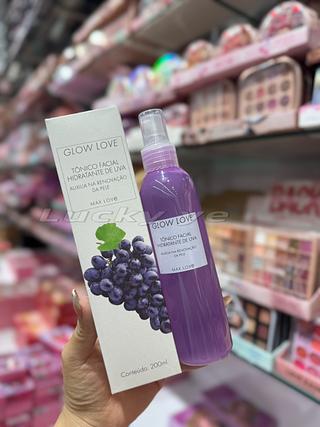 GLOW LOVE
TÔNICO FACIAL
HIDRATANTE DE UVA
AUXILIA NA RENOVAÇÃO
DA PELE
MAX LOVE
Conteúdo: 200ml
GLOW LOVE
TÔNICO FACIAL
HIDRATANTE DE UVA
AUXILIA NA RENOVAÇÃO
DA PELE
MAX LOVE